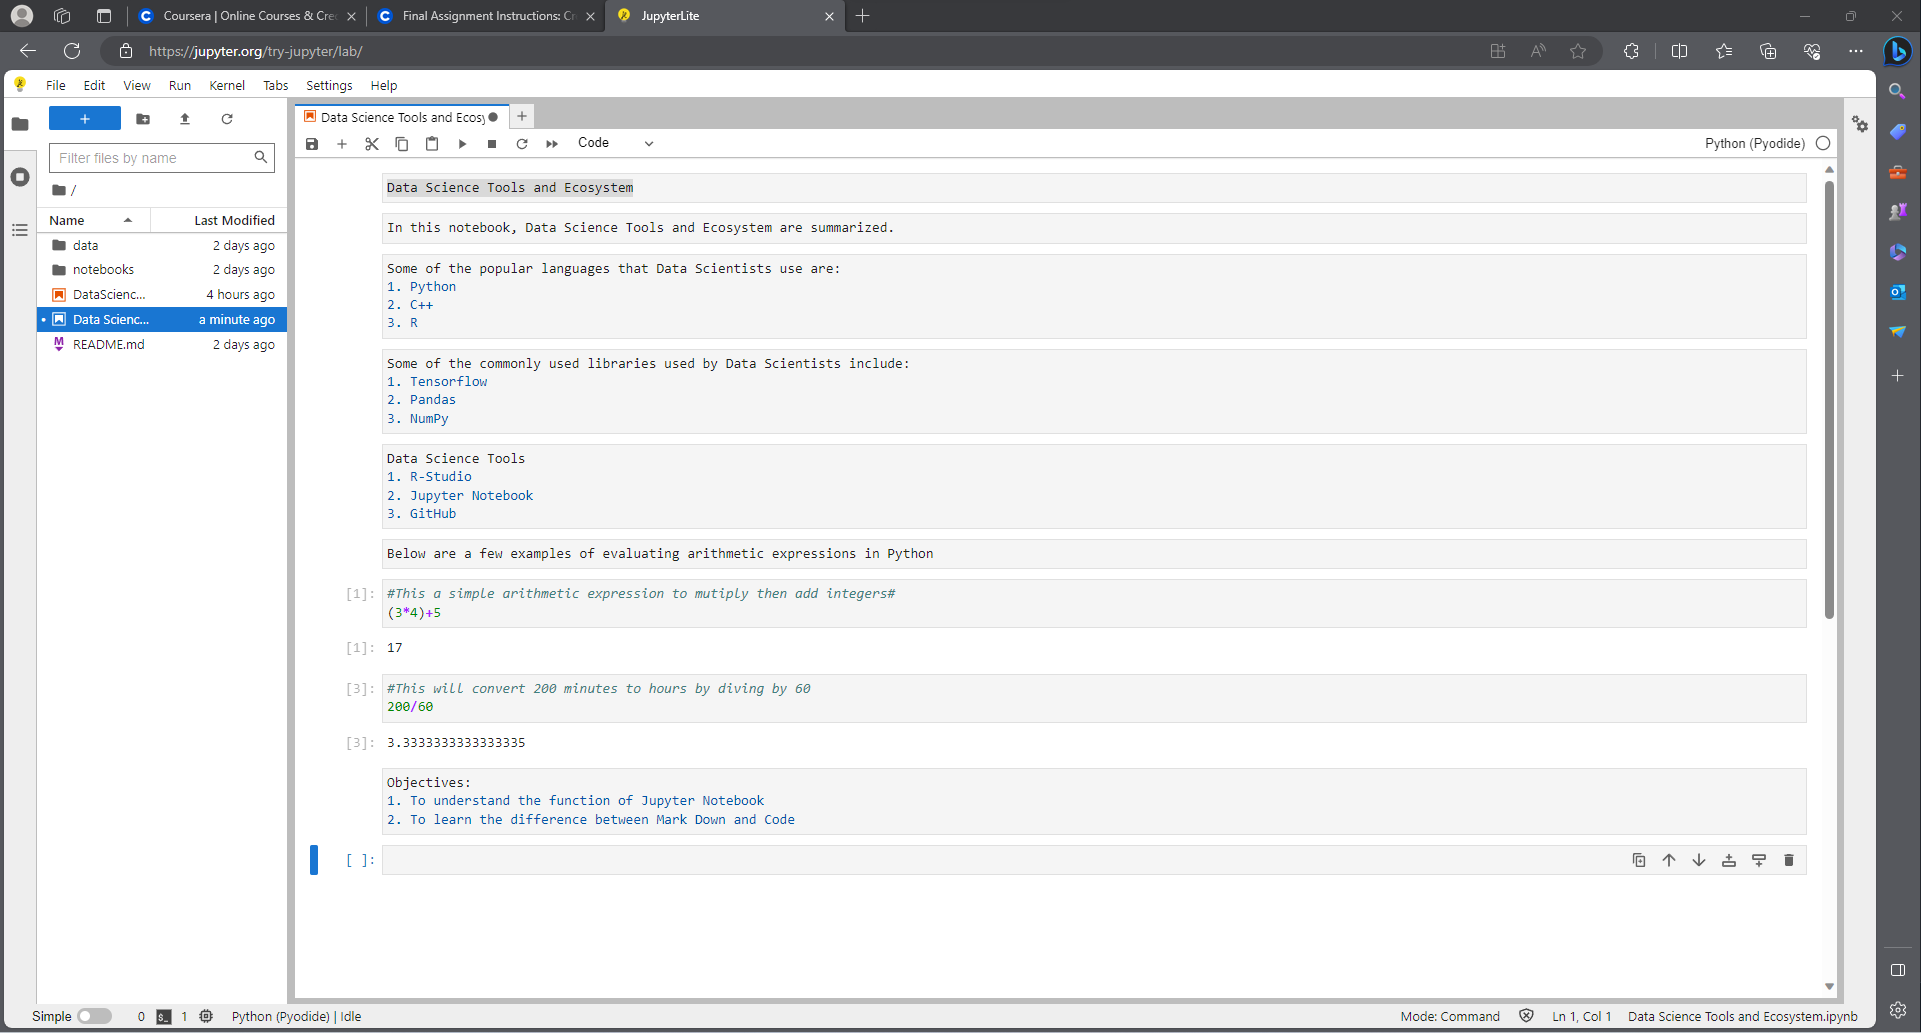 Coursera | Online Courses & Cre
Final Assignment Instructions: Cr
JupyterLite
https://jupyter.org/try-jupyter/lab/
File Edit View Run Kernel Tabs Settings Help
Filter files by name
/
Name Last Modified
data 2 days ago
notebooks 2 days ago
DataScienc... 4 hours ago
Data Scienc... a minute ago
README.md 2 days ago
Data Science Tools and Ecosy
Code
Python (Pyodide)
Data Science Tools and Ecosystem
In this notebook, Data Science Tools and Ecosystem are summarized.
Some of the popular languages that Data Scientists use are:
1. Python
2. C++
3. R
Some of the commonly used libraries used by Data Scientists include:
1. Tensorflow
2. Pandas
3. NumPy
Data Science Tools
1. R-Studio
2. Jupyter Notebook
3. GitHub
Below are a few examples of evaluating arithmetic expressions in Python
[1]: #This a simple arithmetic expression to mutiply then add integers#
(3*4)+5
[1]: 17
[3]: #This will convert 200 minutes to hours by diving by 60
200/60
[3]: 3.3333333333333335
Objectives:
1. To understand the function of Jupyter Notebook
2. To learn the difference between Mark Down and Code
[ ]:
Simple 0 1 Python (Pyodide) | Idle Mode: Command Ln 1, Col 1 Data Science Tools and Ecosystem.ipynb